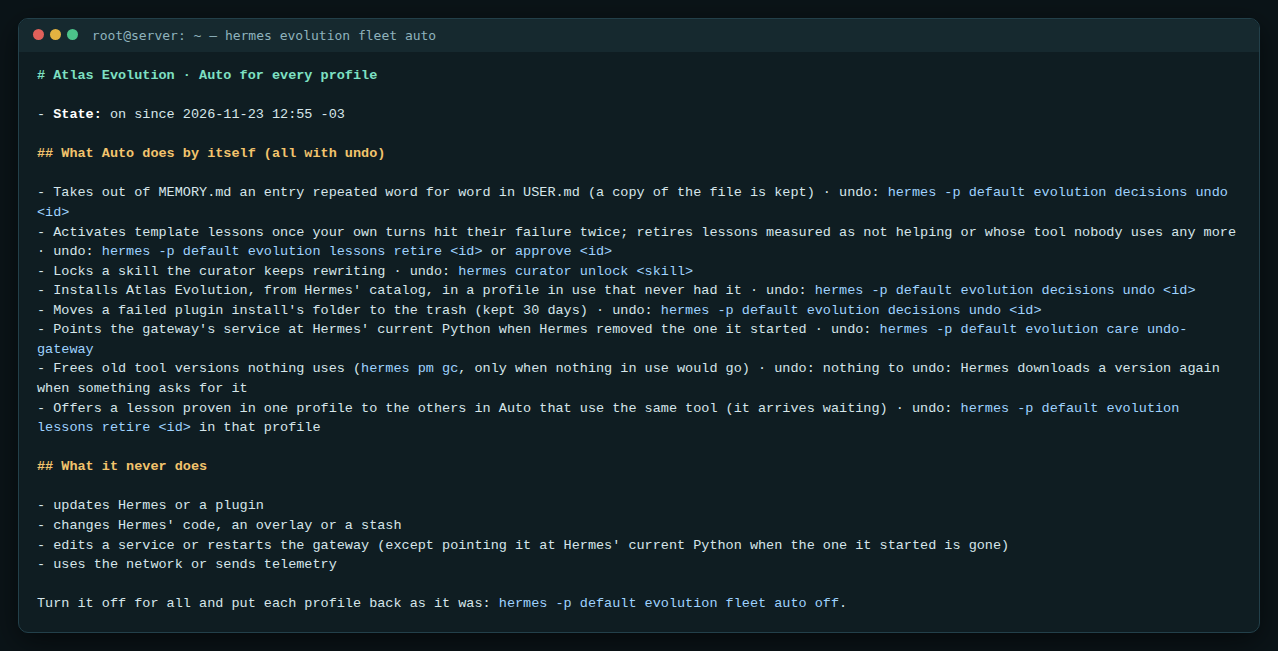 root@server: ~ — hermes evolution fleet auto
# Atlas Evolution · Auto for every profile
- State: on since 2026-11-23 12:55 -03
## What Auto does by itself (all with undo)
- Takes out of MEMORY.md an entry repeated word for word in USER.md (a copy of the file is kept) · undo: hermes -p default evolution decisions undo
<id>
- Activates template lessons once your own turns hit their failure twice; retires lessons measured as not helping or whose tool nobody uses any more
· undo: hermes -p default evolution lessons retire <id> or approve <id>
- Locks a skill the curator keeps rewriting · undo: hermes curator unlock <skill>
- Installs Atlas Evolution, from Hermes' catalog, in a profile in use that never had it · undo: hermes -p default evolution decisions undo <id>
- Moves a failed plugin install's folder to the trash (kept 30 days) · undo: hermes -p default evolution decisions undo <id>
- Points the gateway's service at Hermes' current Python when Hermes removed the one it started · undo: hermes -p default evolution care undo-
gateway
- Frees old tool versions nothing uses (hermes pm gc, only when nothing in use would go) · undo: nothing to undo: Hermes downloads a version again
when something asks for it
- Offers a lesson proven in one profile to the others in Auto that use the same tool (it arrives waiting) · undo: hermes -p default evolution
lessons retire <id> in that profile
## What it never does
- updates Hermes or a plugin
- changes Hermes' code, an overlay or a stash
- edits a service or restarts the gateway (except pointing it at Hermes' current Python when the one it started is gone)
- uses the network or sends telemetry
Turn it off for all and put each profile back as it was: hermes -p default evolution fleet auto off.